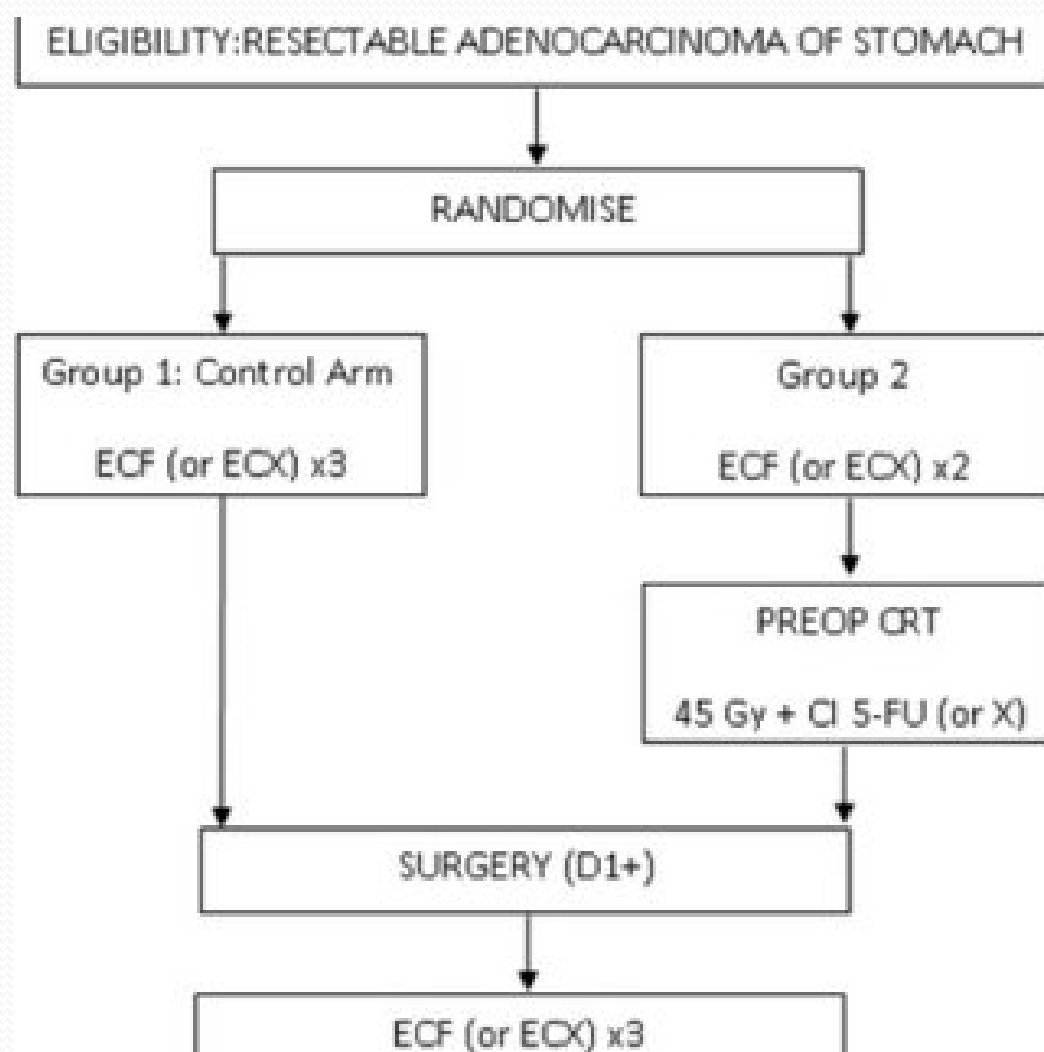 ELIGIBILITY:RESECTABLE ADENOCARCINOMA OF STOMACH
RANDOMISE
Group 1: Control Arm
ECF (or ECX) x3
Group 2
ECF (or ECX) x2
PREOP CRT
45 Gy + CI 5-FU (or X)
SURGERY (D1+)
ECF (or ECX) x3